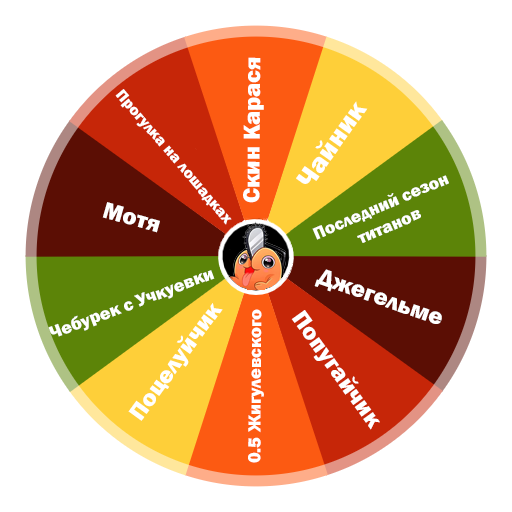 Скин Карася
Чайник
Последний сезон
титанов
Джегельме
Попугайчик
0.5 Жигулевского
Поцелуйчик
Чебурек с Учкуевки
Мотя
Прогулка на лошадках